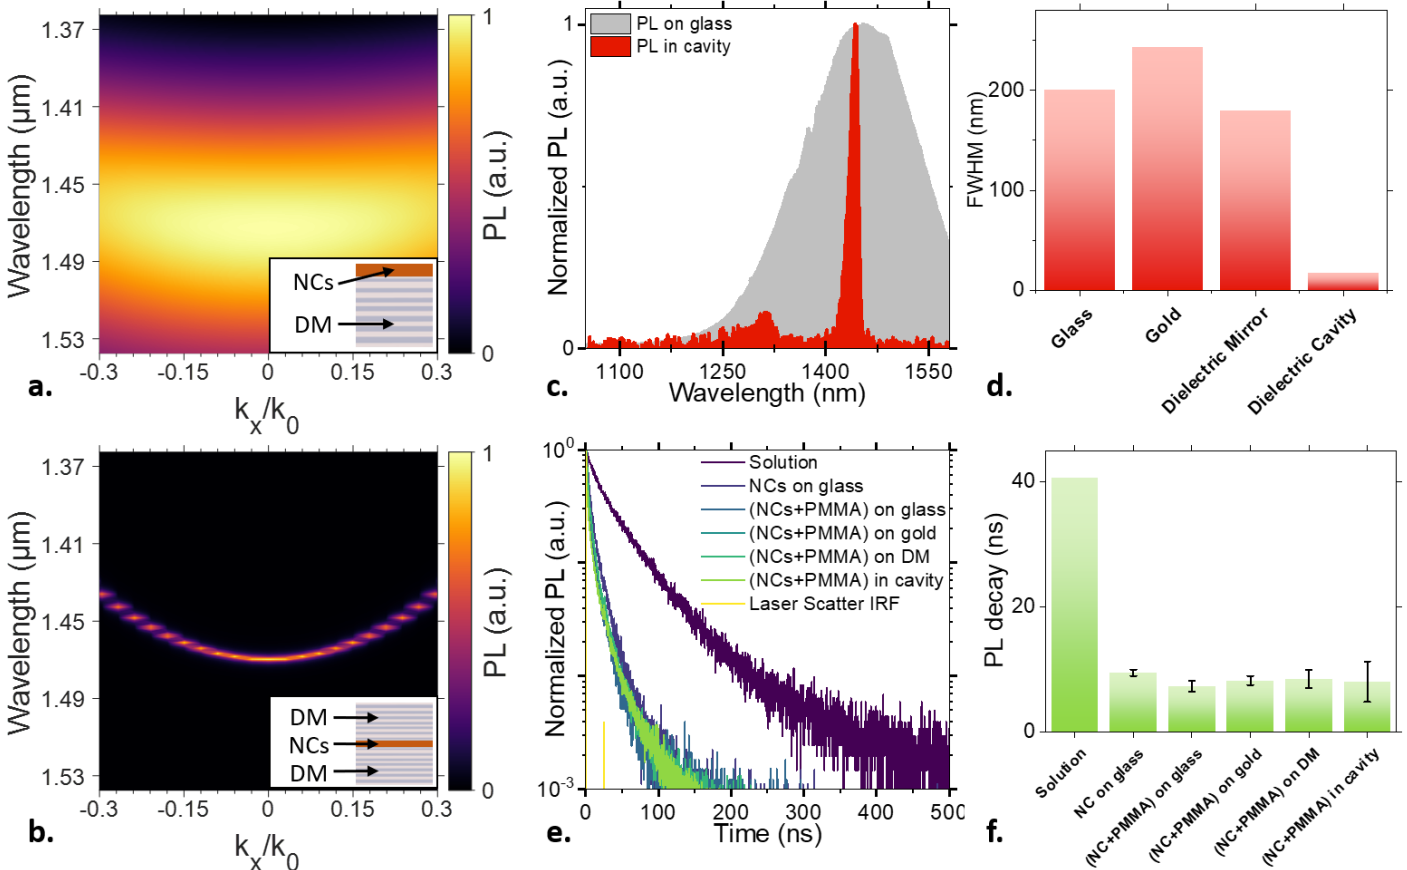 1.37
1.41
1.45
1.49
1.53
Wavelength (µm)
-0.3
-0.15
0
0.15
0.3
kx/k0
1
0
PL (a.u.)
NCs
DM
a.
1.37
1.41
1.45
1.49
1.53
Wavelength (µm)
-0.3
-0.15
0
0.15
0.3
kx/k0
1
0
PL (a.u.)
DM
NCs
DM
b.
PL on glass
PL in cavity
1
0
Normalized PL (a.u.)
1100
1250
1400
1550
Wavelength (nm)
c.
200
100
0
FWHM (nm)
Glass
Gold
Dielectric Mirror
Dielectric Cavity
d.
10⁰
10⁻³
Normalized PL (a.u.)
Solution
NCs on glass
(NCs+PMMA) on glass
(NCs+PMMA) on gold
(NCs+PMMA) on DM
(NCs+PMMA) in cavity
Laser Scatter IRF
0
100
200
300
400
500
Time (ns)
e.
40
20
0
PL decay (ns)
Solution
NC on glass
(NC+PMMA) on glass
(NC+PMMA) on gold
(NC+PMMA) on DM
(NC+PMMA) in cavity
f.